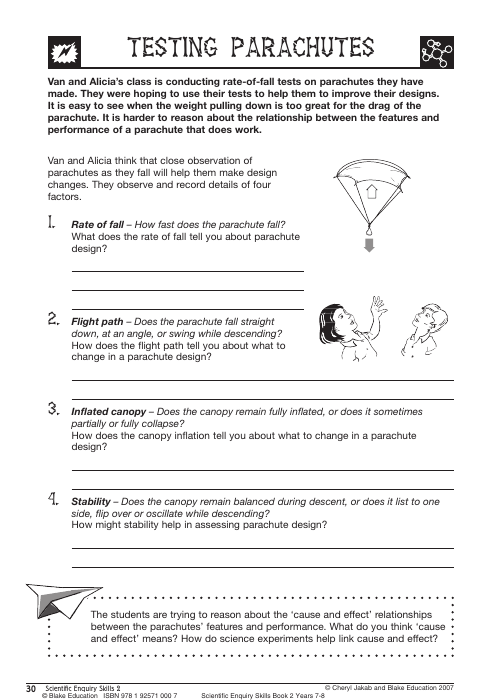 TESTING PARACHUTES
Van and Alicia's class is conducting rate-of-fall tests on parachutes they have
made. They were hoping to use their tests to help them to improve their designs.
It is easy to see when the weight pulling down is too great for the drag of the
parachute. It is harder to reason about the relationship between the features and
performance of a parachute that does work.
Van and Alicia think that close observation of
parachutes as they fall will help them make design
changes. They observe and record details of four
factors.
1. Rate of fall – How fast does the parachute fall?
What does the rate of fall tell you about parachute
design?
2. Flight path – Does the parachute fall straight
down, at an angle, or swing while descending?
How does the flight path tell you about what to
change in a parachute design?
3. Inflated canopy – Does the canopy remain fully inflated, or does it sometimes
partially or fully collapse?
How does the canopy inflation tell you about what to change in a parachute
design?
4. Stability – Does the canopy remain balanced during descent, or does it list to one
side, flip over or oscillate while descending?
How might stability help in assessing parachute design?
The students are trying to reason about the 'cause and effect' relationships
between the parachutes' features and performance. What do you think 'cause
and effect' means? How do science experiments help link cause and effect?
30 Scientific Enquiry Skills 2 © Cheryl Jakab and Blake Education 2007
© Blake Education ISBN 978 1 92571 000 7 Scientific Enquiry Skills Book 2 Years 7-8